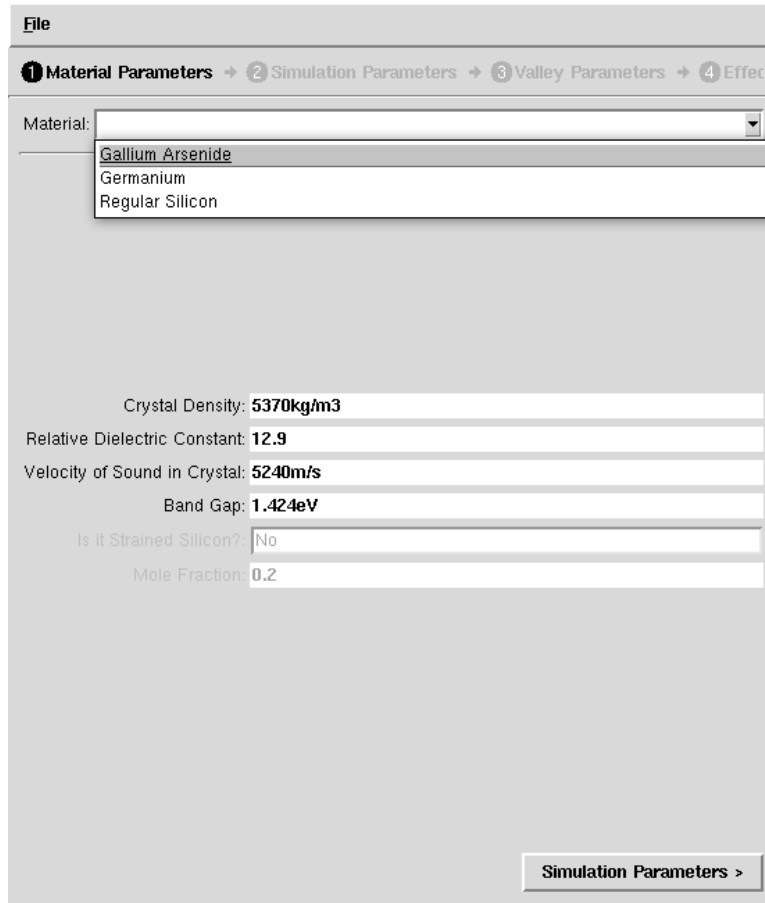 File
1 Material Parameters → 2 Simulation Parameters → 3 Valley Parameters → 4 Effec
Material:
Gallium Arsenide
Germanium
Regular Silicon
Crystal Density: 5370kg/m3
Relative Dielectric Constant: 12.9
Velocity of Sound in Crystal: 5240m/s
Band Gap: 1.424eV
Is it Strained Silicon?: No
Mole Fraction: 0.2
Simulation Parameters >